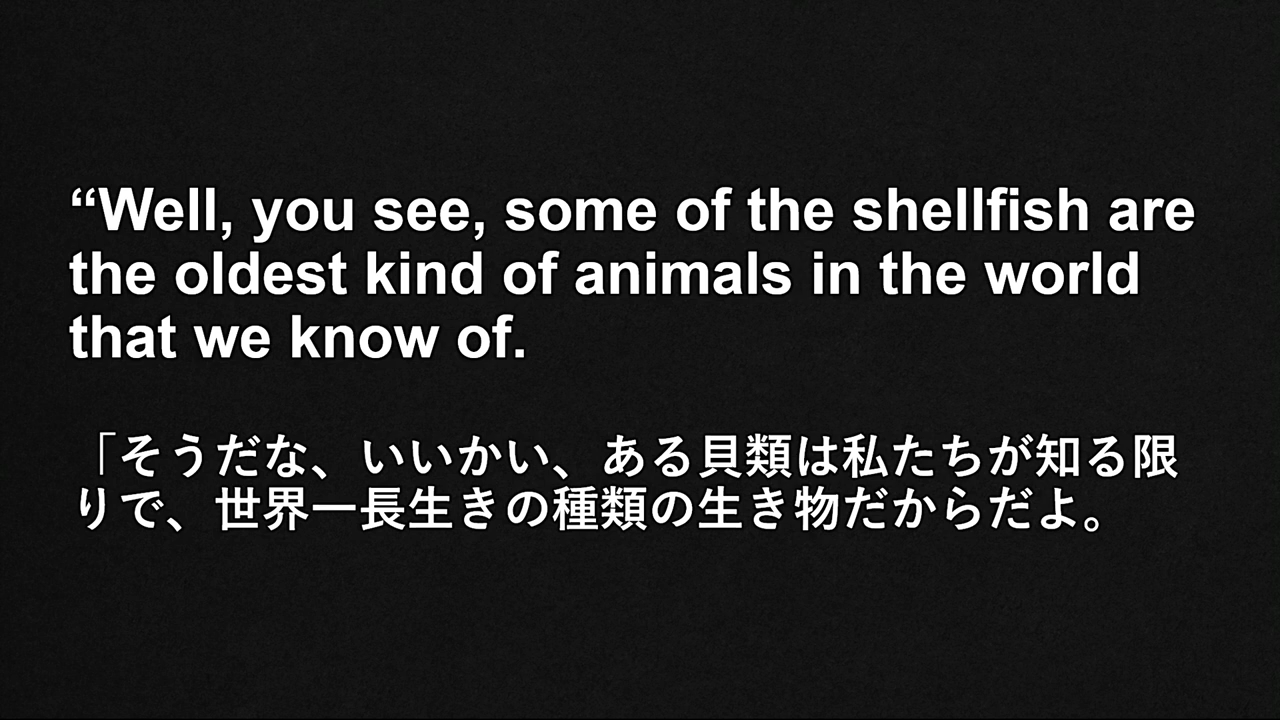 “Well, you see, some of the shellfish are
the oldest kind of animals in the world
that we know of.
「そうだな、いいかい、ある貝類は私たちが知る限
りで、世界一長生きの種類の生き物だからだよ。